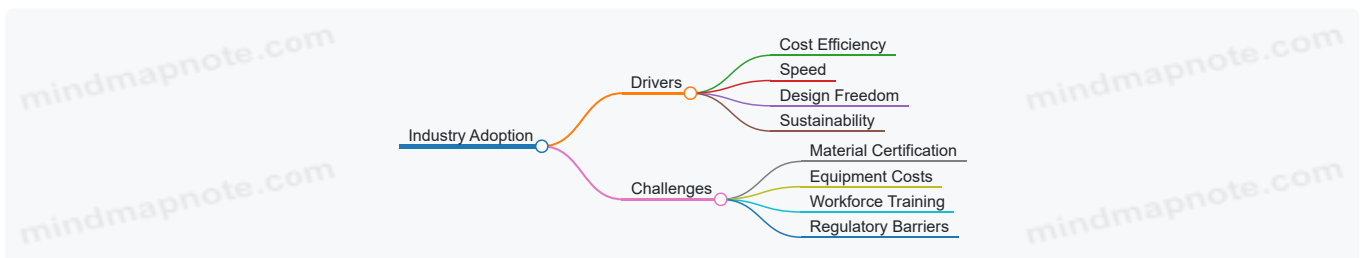 mindmapnote.com
mindmapnote.com
Industry Adoption
Drivers
Cost Efficiency
Speed
Design Freedom
Sustainability
Challenges
Material Certification
Equipment Costs
Workforce Training
Regulatory Barriers
mindmapnote.com
mindmapnote.com